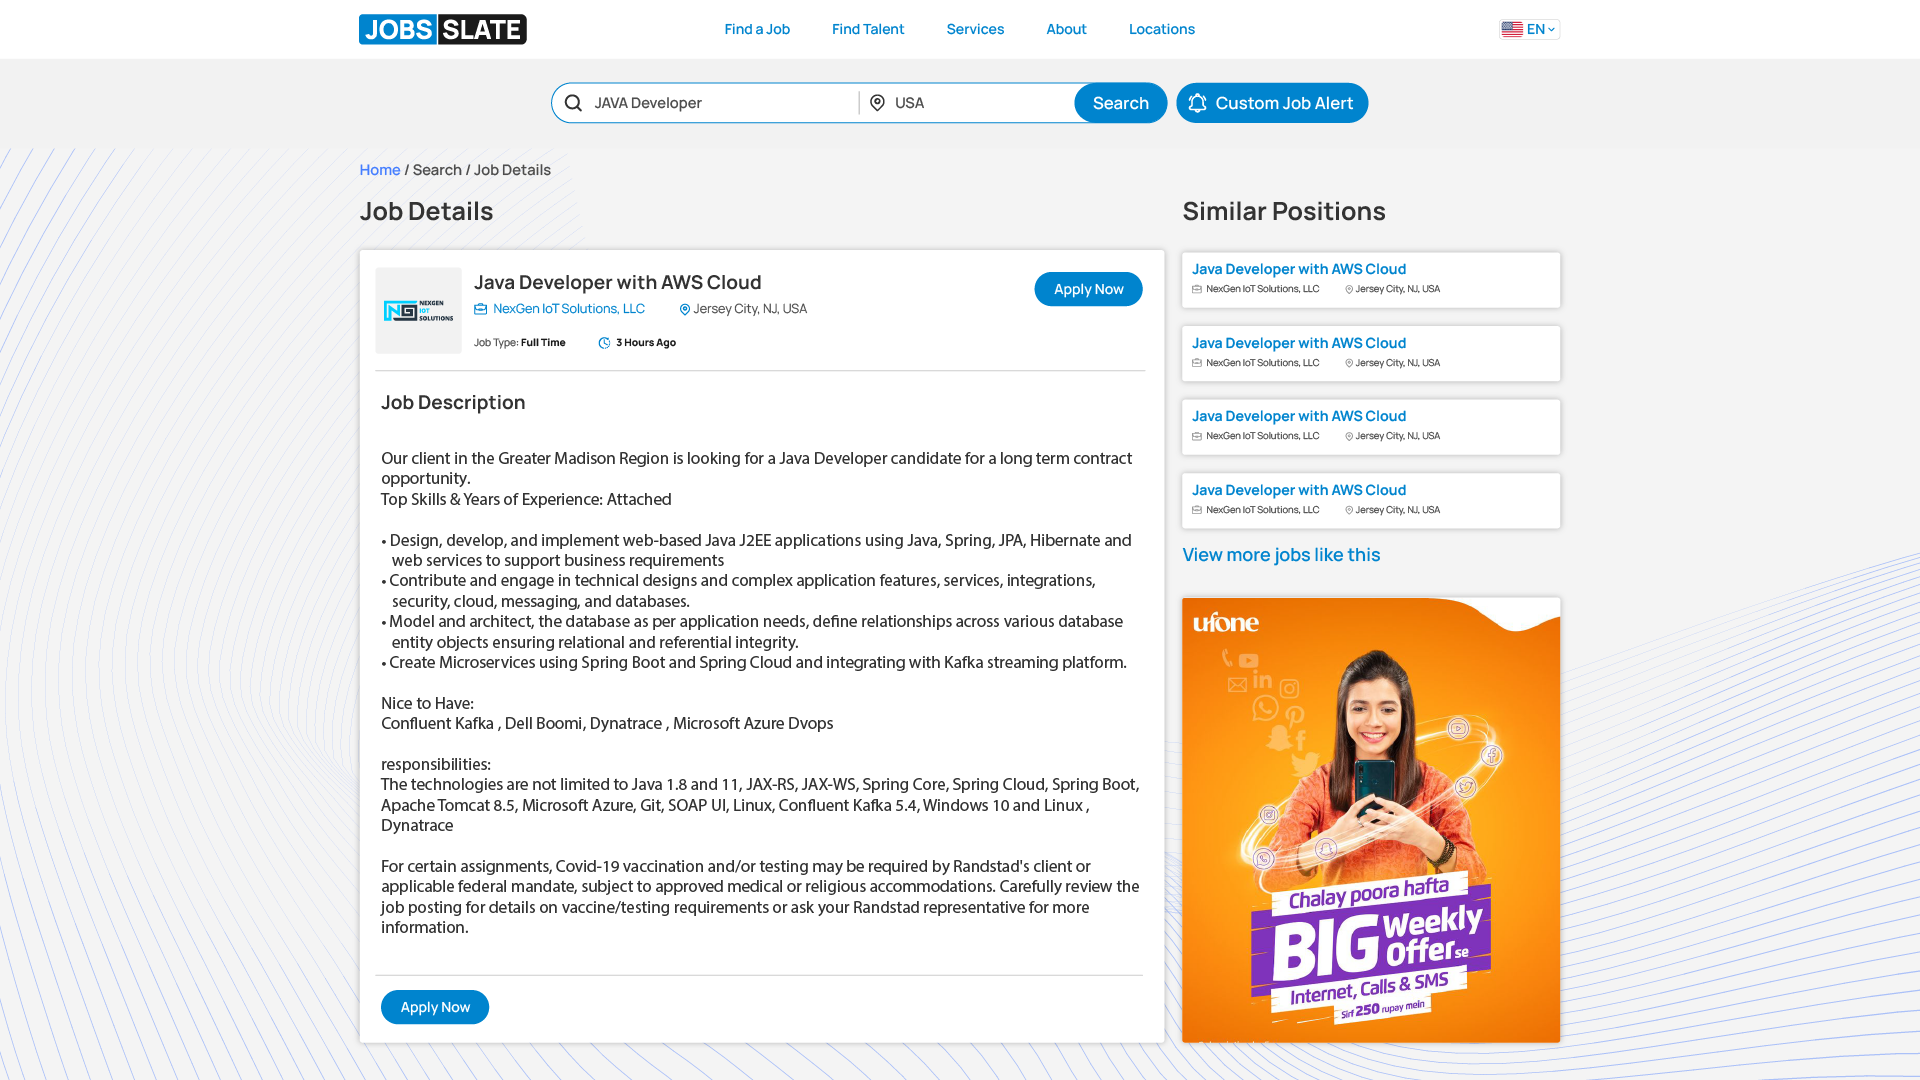 JOBS SLATE
Find a Job
Find Talent
Services
About
Locations
EN
JAVA Developer
USA
Search
Custom Job Alert
Home / Search / Job Details
Job Details
NEXGEN
IOT
SOLUTIONS
Java Developer with AWS Cloud
NexGen IoT Solutions, LLC
Jersey City, NJ, USA
Job Type: Full Time
3 Hours Ago
Apply Now
Job Description
Our client in the Greater Madison Region is looking for a Java Developer candidate for a long term contract
opportunity.
Top Skills & Years of Experience: Attached
• Design, develop, and implement web-based Java J2EE applications using Java, Spring, JPA, Hibernate and
web services to support business requirements
• Contribute and engage in technical designs and complex application features, services, integrations,
security, cloud, messaging, and databases.
• Model and architect, the database as per application needs, define relationships across various database
entity objects ensuring relational and referential integrity.
• Create Microservices using Spring Boot and Spring Cloud and integrating with Kafka streaming platform.
Nice to Have:
Confluent Kafka , Dell Boomi, Dynatrace , Microsoft Azure Dvops
responsibilities:
The technologies are not limited to Java 1.8 and 11, JAX-RS, JAX-WS, Spring Core, Spring Cloud, Spring Boot,
Apache Tomcat 8.5, Microsoft Azure, Git, SOAP UI, Linux, Confluent Kafka 5.4, Windows 10 and Linux ,
Dynatrace
For certain assignments, Covid-19 vaccination and/or testing may be required by Randstad's client or
applicable federal mandate, subject to approved medical or religious accommodations. Carefully review the
job posting for details on vaccine/testing requirements or ask your Randstad representative for more
information.
Apply Now
Similar Positions
Java Developer with AWS Cloud
NexGen IoT Solutions, LLC
Jersey City, NJ, USA
Java Developer with AWS Cloud
NexGen IoT Solutions, LLC
Jersey City, NJ, USA
Java Developer with AWS Cloud
NexGen IoT Solutions, LLC
Jersey City, NJ, USA
Java Developer with AWS Cloud
NexGen IoT Solutions, LLC
Jersey City, NJ, USA
View more jobs like this
ufone
Chalay poora hafta
BIG Weekly
Offer se
Internet, Calls & SMS
Sirf 250 rupay mein